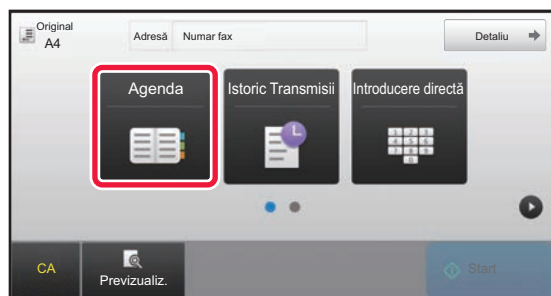 Original
A4
Adresă Numar fax
Detaliu
Agenda
Istoric Transmisii
Introducere directă
CA
Previzualiz.
Start